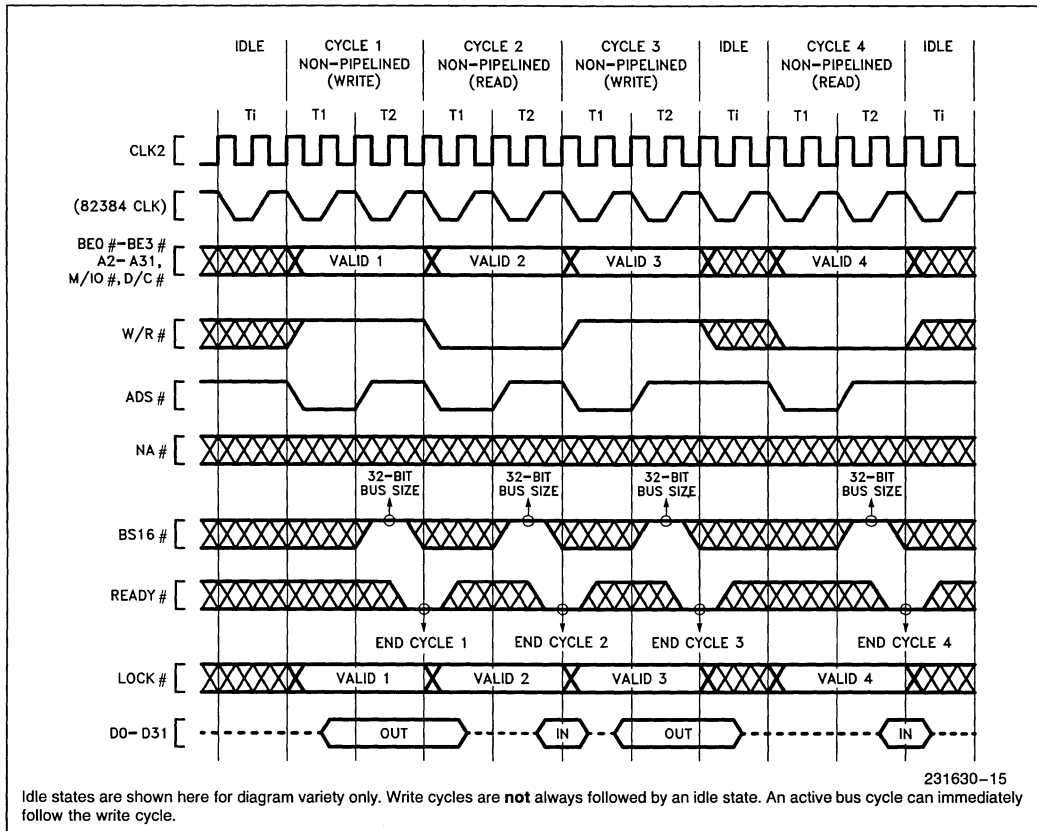 IDLE CYCLE 1 CYCLE 2 CYCLE 3 IDLE CYCLE 4 IDLE
NON-PIPELINED NON-PIPELINED NON-PIPELINED NON-PIPELINED
(WRITE) (READ) (WRITE) (READ)
Ti T1 T2 T1 T2 T1 T2 Ti T1 T2 Ti
CLK2
(82384 CLK)
BE0 #-BE3 #
A2-A31,
M/IO #, D/C #
VALID 1 VALID 2 VALID 3 VALID 4
W/R #
ADS #
NA #
32-BIT 32-BIT 32-BIT 32-BIT
BUS SIZE BUS SIZE BUS SIZE BUS SIZE
BS16 #
READY #
END CYCLE 1 END CYCLE 2 END CYCLE 3 END CYCLE 4
LOCK # VALID 1 VALID 2 VALID 3 VALID 4
D0-D31 OUT IN OUT IN
231630-15
Idle states are shown here for diagram variety only. Write cycles are not always followed by an idle state. An active bus cycle can immediately
follow the write cycle.